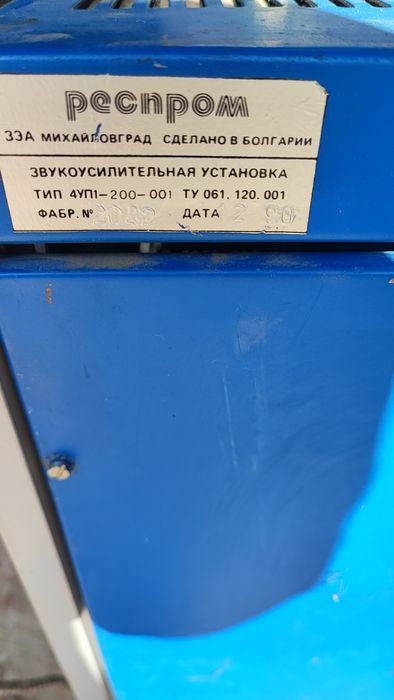 респром
ЗЗА МИХАЙЛОВГРАД СДЕЛАНО В БОЛГАРИИ
ЗВУКОУСИЛИТЕЛЬНАЯ УСТАНОВКА
ТИП 4УП1-200-001 ТУ 061.120.001
ФАБР.№ ДАТА